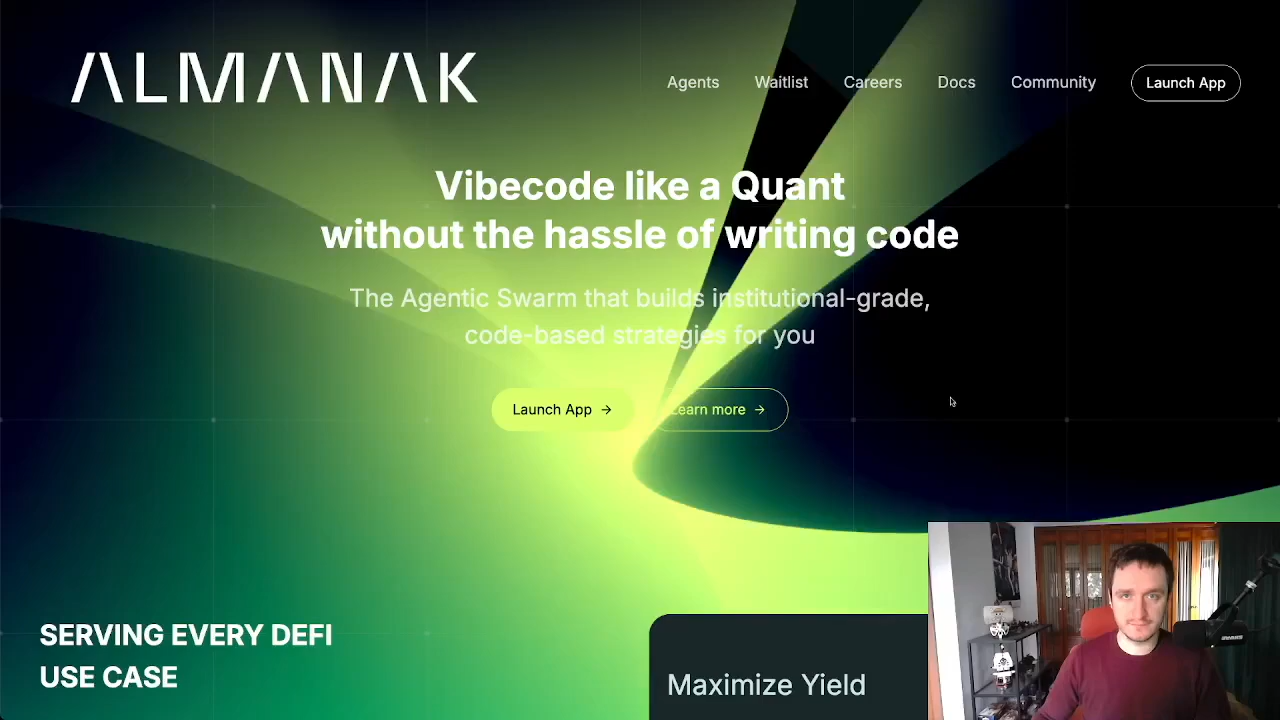 ALMANAK
Agents Waitlist Careers Docs Community Launch App
Vibecode like a Quant
without the hassle of writing code
The Agentic Swarm that builds institutional-grade,
code-based strategies for you
Launch App → Learn more →
SERVING EVERY DEFI
USE CASE
Maximize Yield